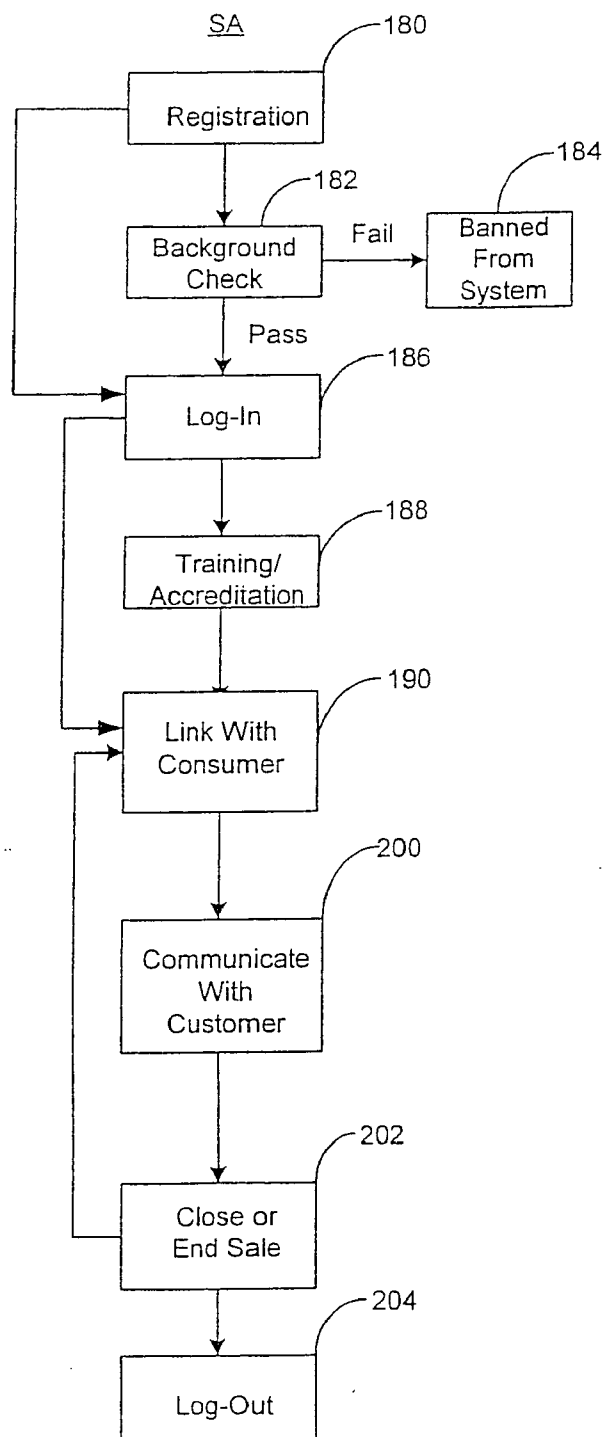 SA
180
Registration
182
184
Background
Check
Fail
Banned
From
System
Pass
186
Log-In
188
Training/
Accreditation
190
Link With
Consumer
200
Communicate
With
Customer
202
Close or
End Sale
204
Log-Out